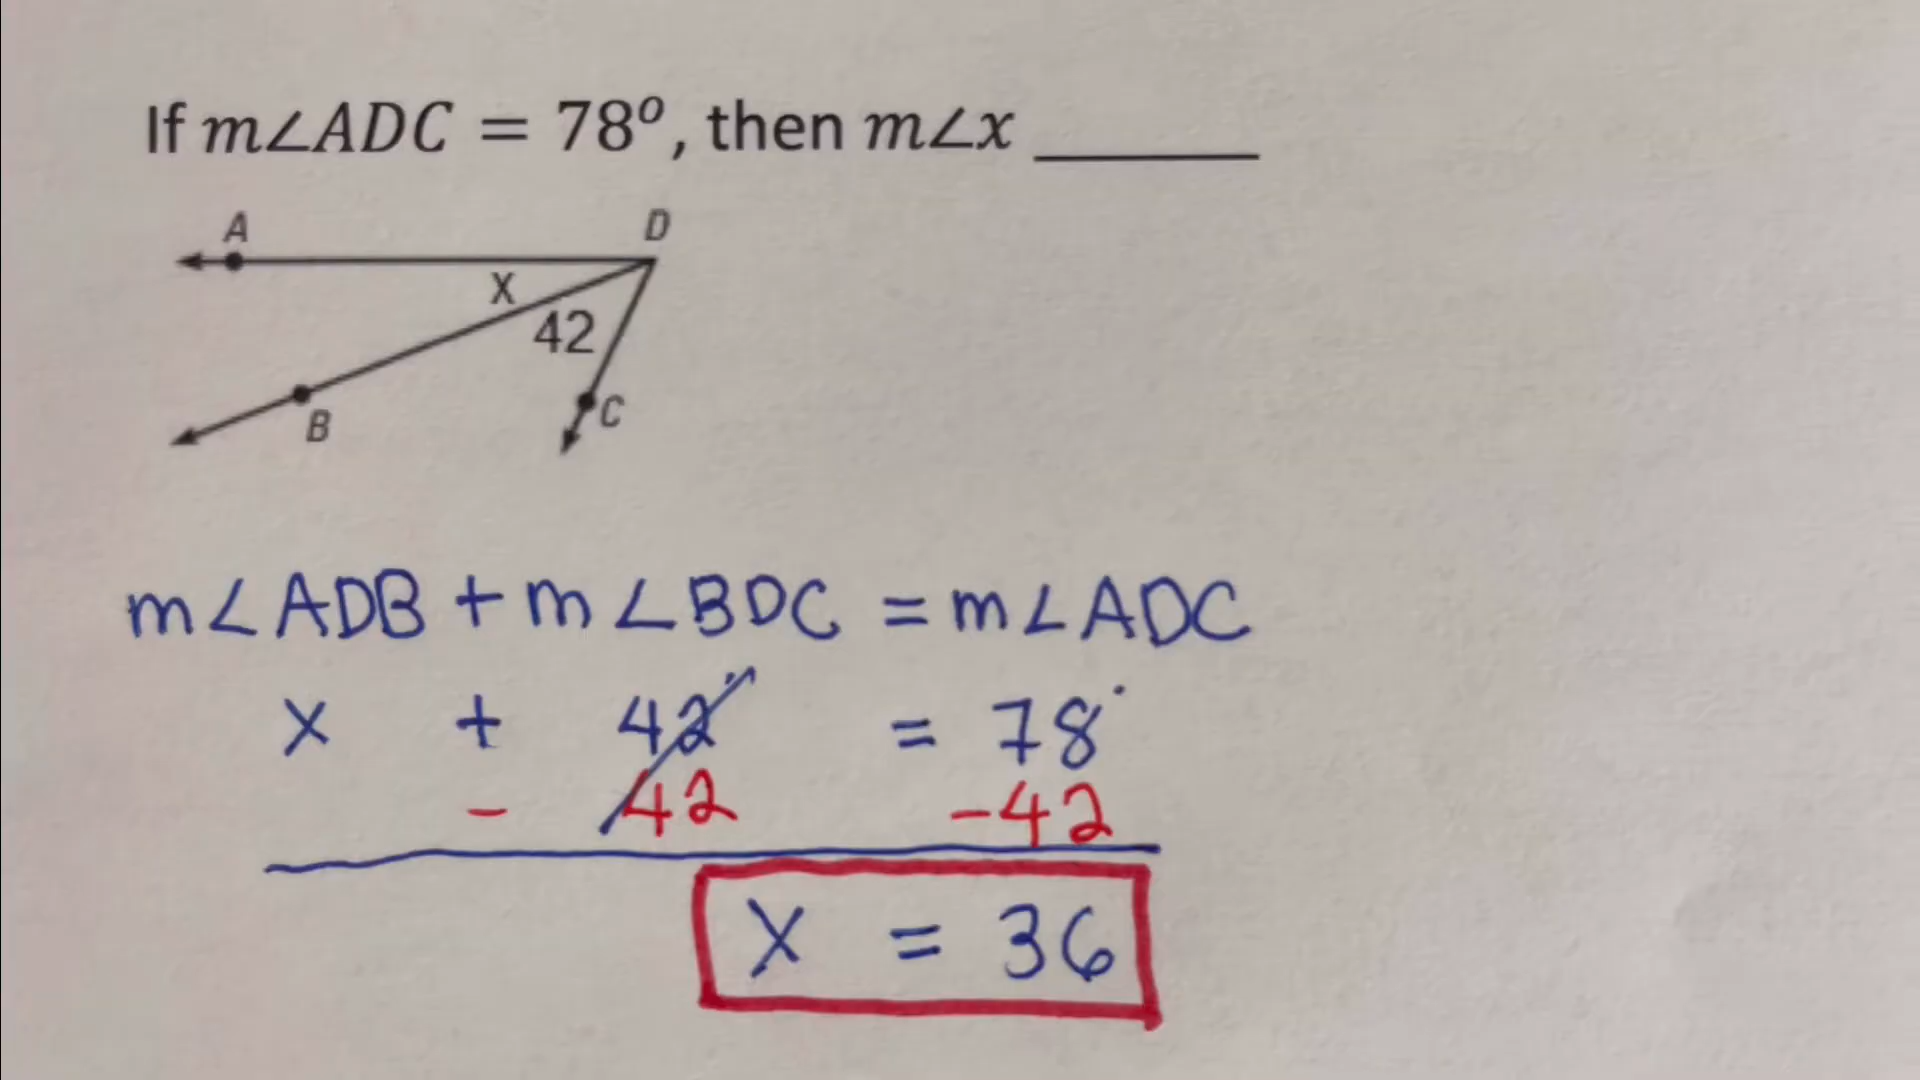 If m∠ADC = 78°, then m∠x ______
A
D
X
42
B
C
m∠ADB + m∠BDC = m∠ADC
x + 42° = 78°
- 42 -42
X = 36